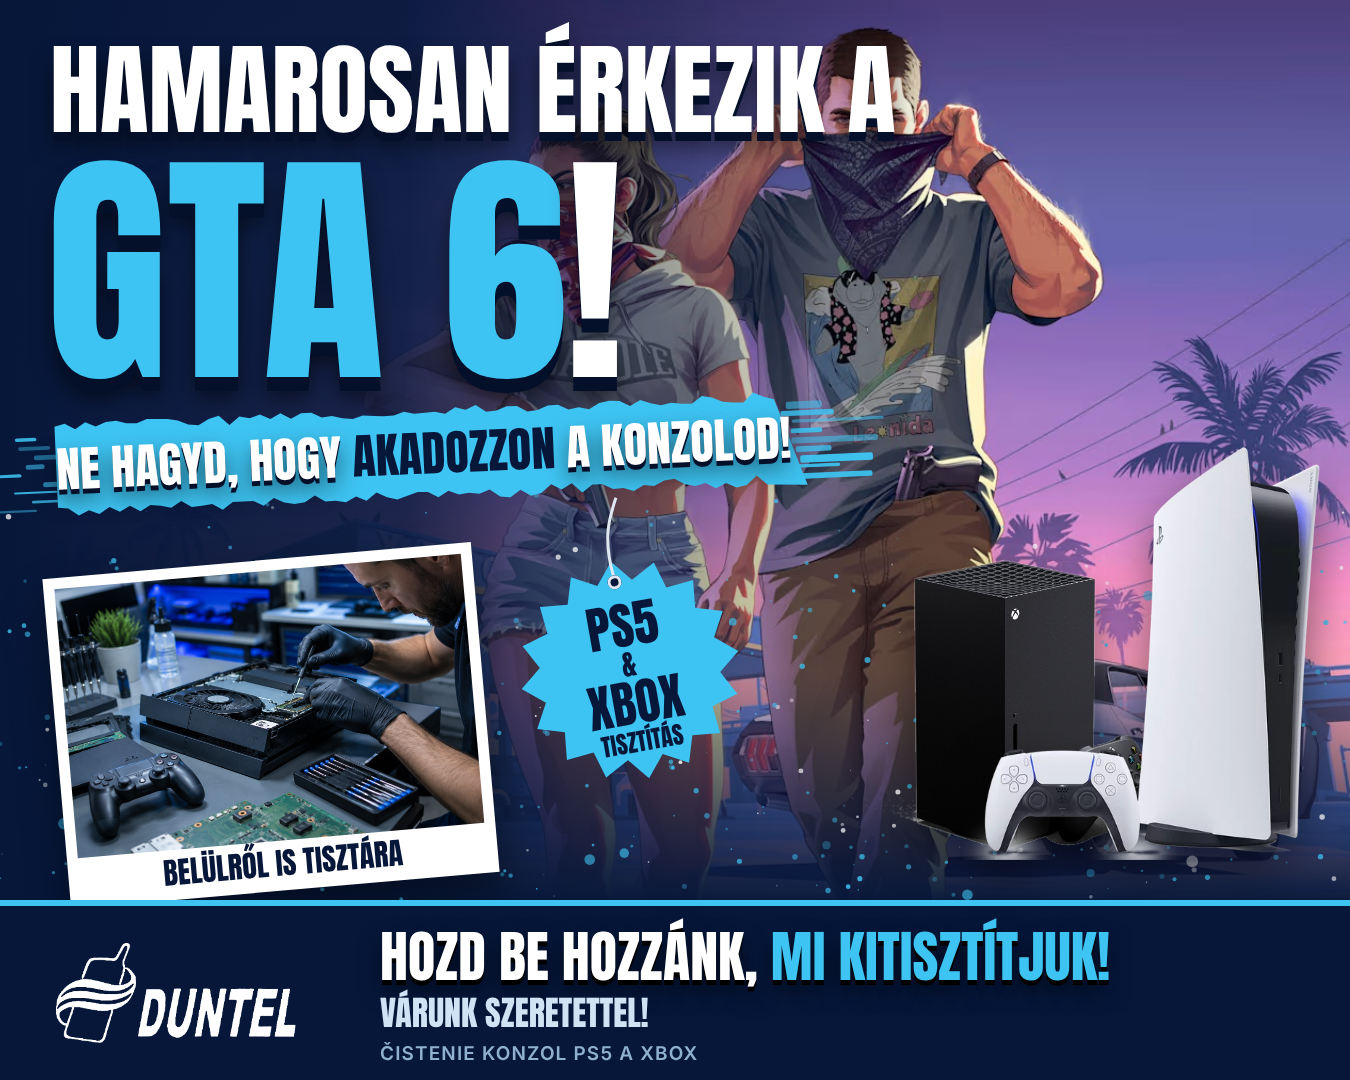 HAMAROSAN ÉRKEZIK A
GTA 6!
NE HAGYD, HOGY AKADOZZON A KONZOLOD!
PS5
&
XBOX
TISZTÍTÁS
BELÜLRŐL IS TISZTÁRA
HOZD BE HOZZÁNK, MI KITISZTÍTJUK!
VÁRUNK SZERETETTEL!
ČISTENIE KONZOL PS5 A XBOX
DUNTEL